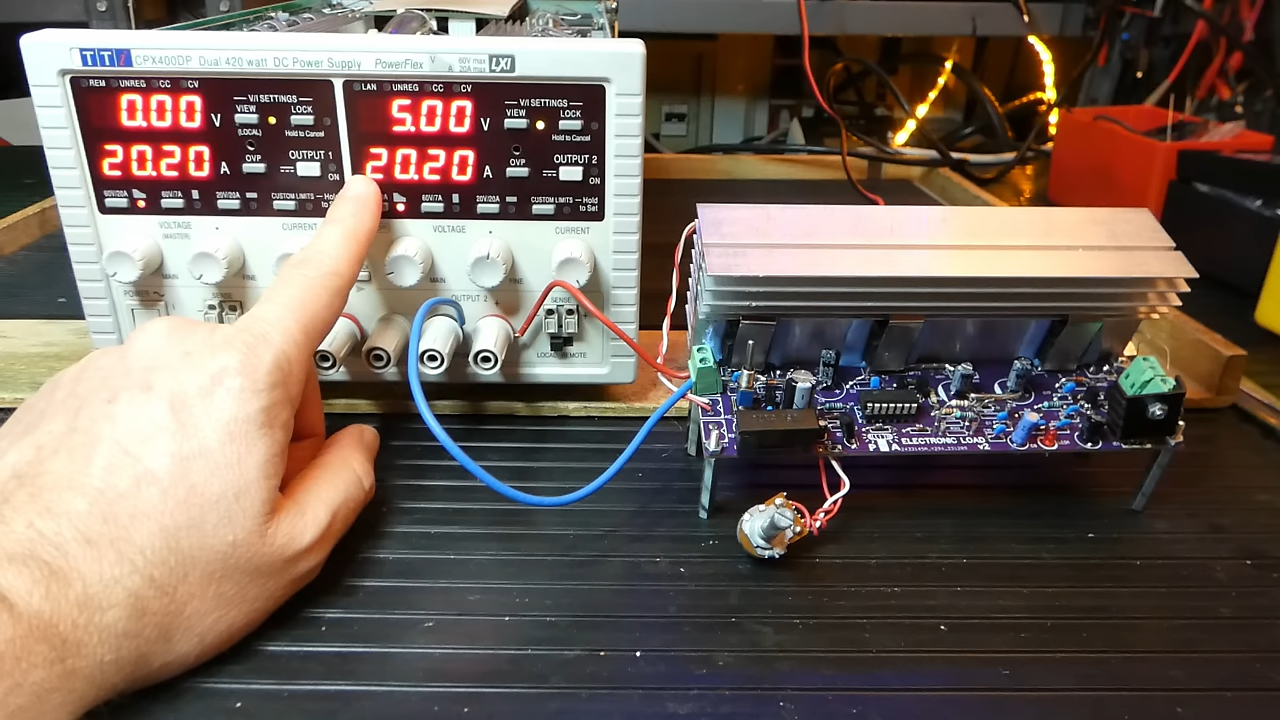 TTi CPX400DP Dual 420 watt DC Power Supply PowerFlex V A 60V max 20A max LXI
REM UNREG CC CV
0.00 V
20.20 A
V/I SETTINGS
VIEW LOCK
(LOCAL) Hold to Cancel
OVP OUTPUT 1
ON
60V/20A 60V/7A 20V/20A CUSTOM LIMITS
LAN UNREG CC CV
5.00 V
20.20 A
V/I SETTINGS
VIEW LOCK
Hold to Cancel
OVP OUTPUT 2
ON
60V/7A 20V/20A CUSTOM LIMITS Hold to Set
VOLTAGE CURRENT
(MASTER)
MAIN FINE
VOLTAGE CURRENT
MAIN FINE
POWER
SENSE
OUTPUT 2 +
SENSE
LOCAL REMOTE
ELECTRONIC LOAD
V2